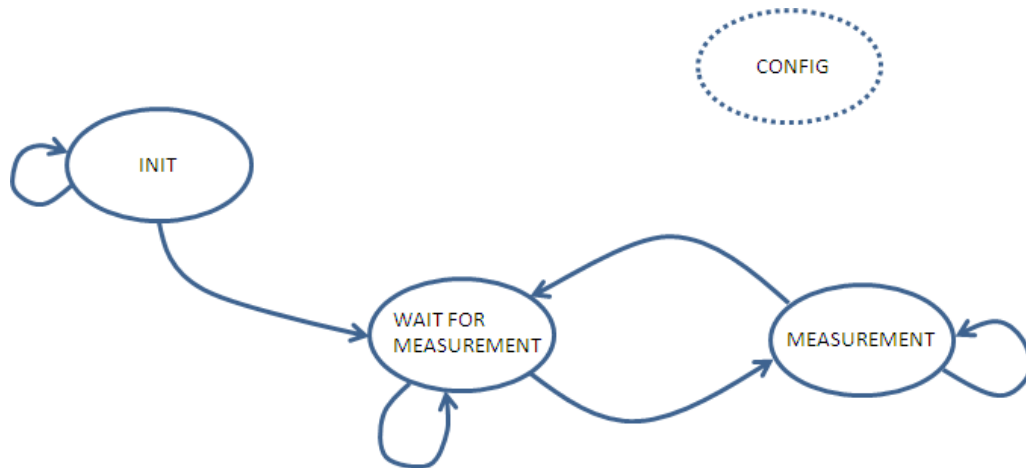 CONFIG
INIT
WAIT FOR
MEASUREMENT
MEASUREMENT